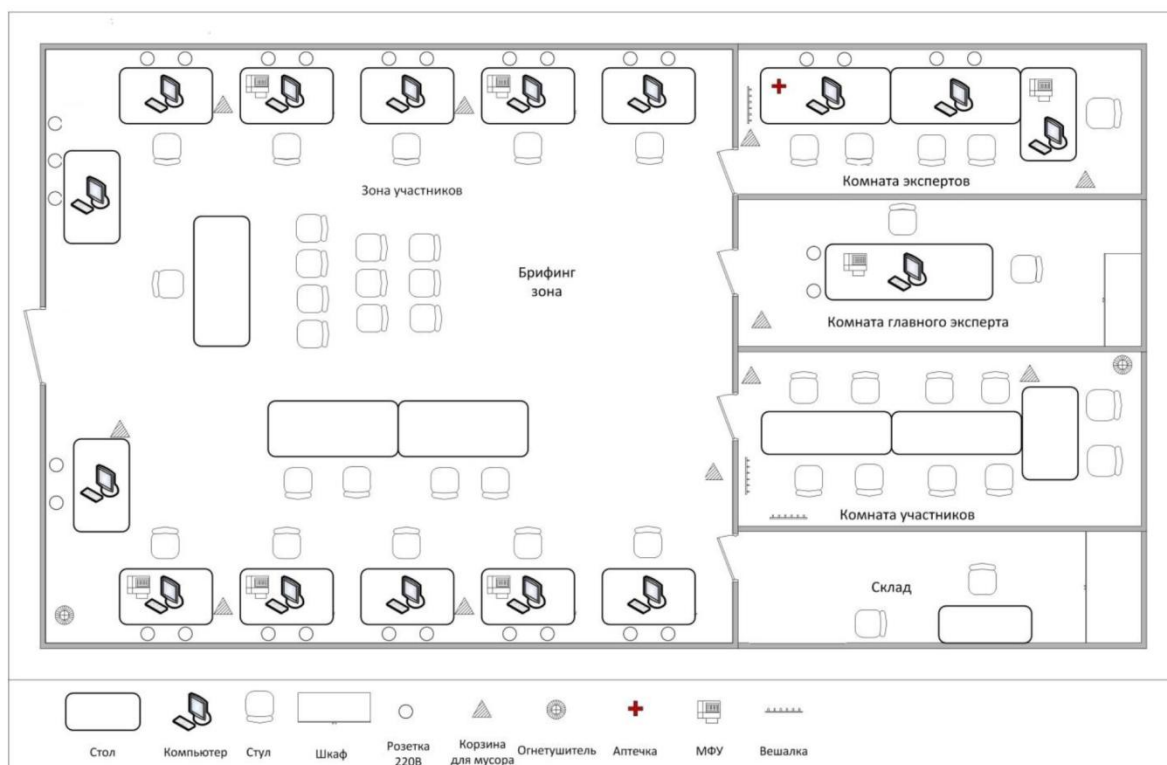 Зона участников
Брифинг
зона
Комната экспертов
Комната главного эксперта
Комната участников
Склад
Стол
Компьютер
Стул
Шкаф
Розетка
220В
Корзина
для мусора
Огнетушитель
Аптечка
МФУ
Вешалка